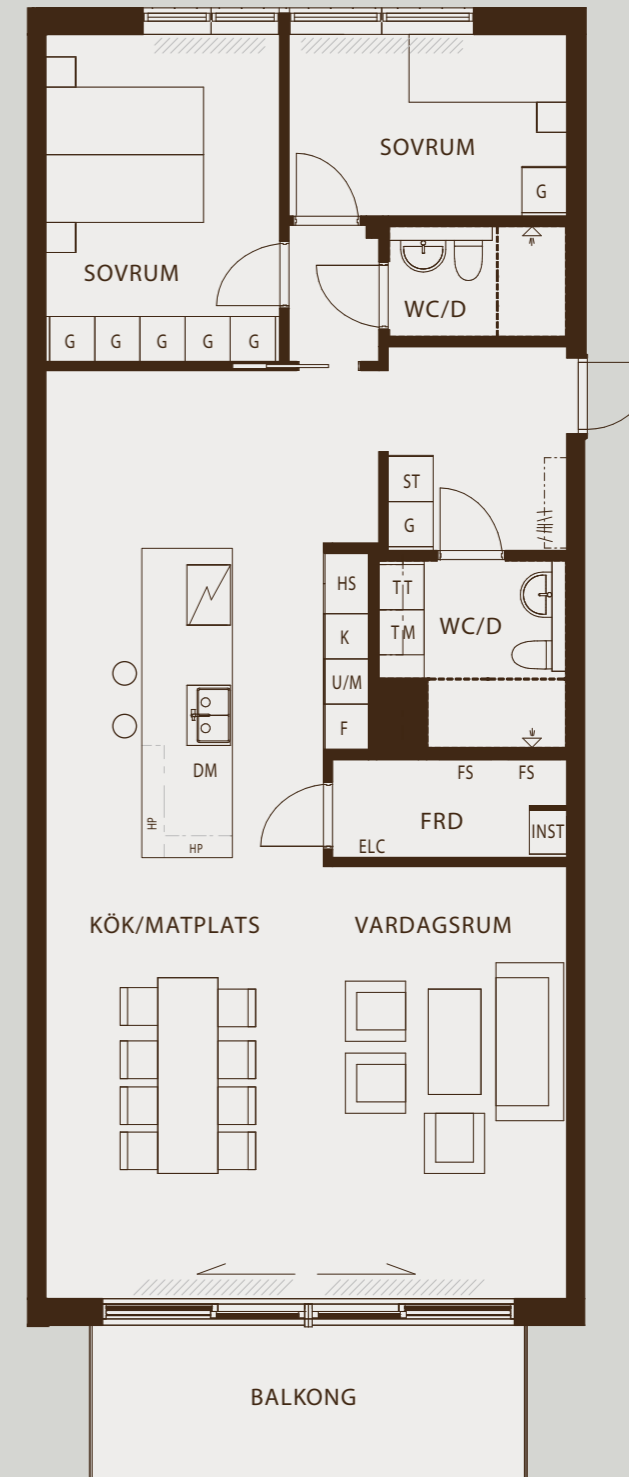 SOVRUM
G
SOVRUM
WC/D
G G G G G
ST
G
HS
TT
K
TM
WC/D
U/M
F
DM
FS FS
FRD
INST
HP
ELC
HP
KÖK/MATPLATS VARDAGSRUM
BALKONG